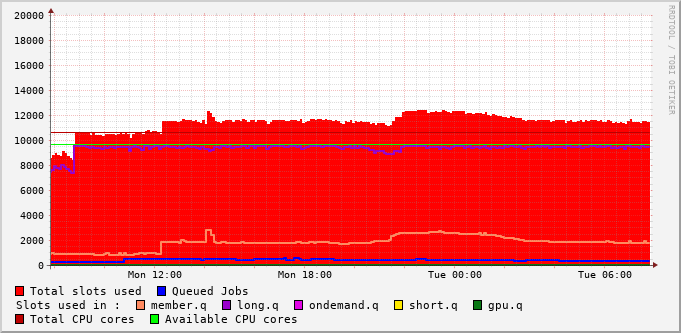 20000
18000
16000
14000
12000
10000
8000
6000
4000
2000
0
Mon 12:00 Mon 18:00 Tue 00:00 Tue 06:00
RRDTOOL / TOBI OETIKER
Total slots used Queued Jobs
Slots used in : member.q long.q ondemand.q short.q gpu.q
Total CPU cores Available CPU cores